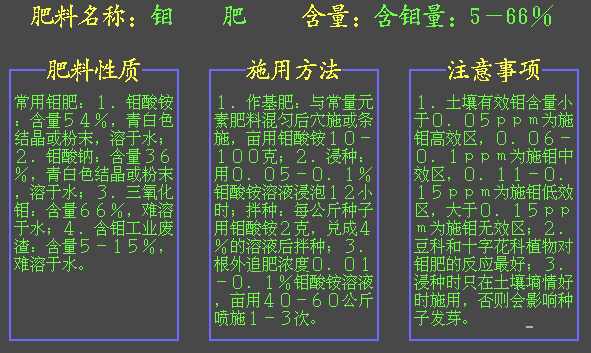 肥料名称：钼　　肥　　含量：含钼量：５－６６％
肥料性质
常用钼肥：１．钼酸铵
：含量５４％，青白色
结晶或粉末，溶于水；
２．钼酸钠：含量３６
％，青白色结晶或粉末
，溶于水；３．三氧化
钼：含量６６％，难溶
于水；４．含钼工业废
渣：含量５－１５％，
难溶于水。
施用方法
１．作基肥：与常量元
素肥料混匀后穴施或条
施，亩用钼酸铵１０－
１００克；２．浸种：
用０．０５－０．１％
钼酸铵溶液浸泡１２小
时；拌种：每公斤种子
用钼酸铵２克，兑成４
％的溶液后拌种；３．
根外追肥浓度０．０１
－０．１％钼酸铵溶液
，亩用４０－６０公斤
喷施１－３次。
注意事项
１．土壤有效钼含量小
于０．０５ｐｐｍ为施
钼高效区，０．０６－
０．１ｐｐｍ为施钼中
效区，０．１１－０．
１５ｐｐｍ为施钼低效
区，大于０．１５ｐｐ
ｍ为施钼无效区；２．
豆科和十字花科植物对
钼肥的反应最好；３．
浸种时只在土壤墒情好
时施用，否则会影响种
子发芽。